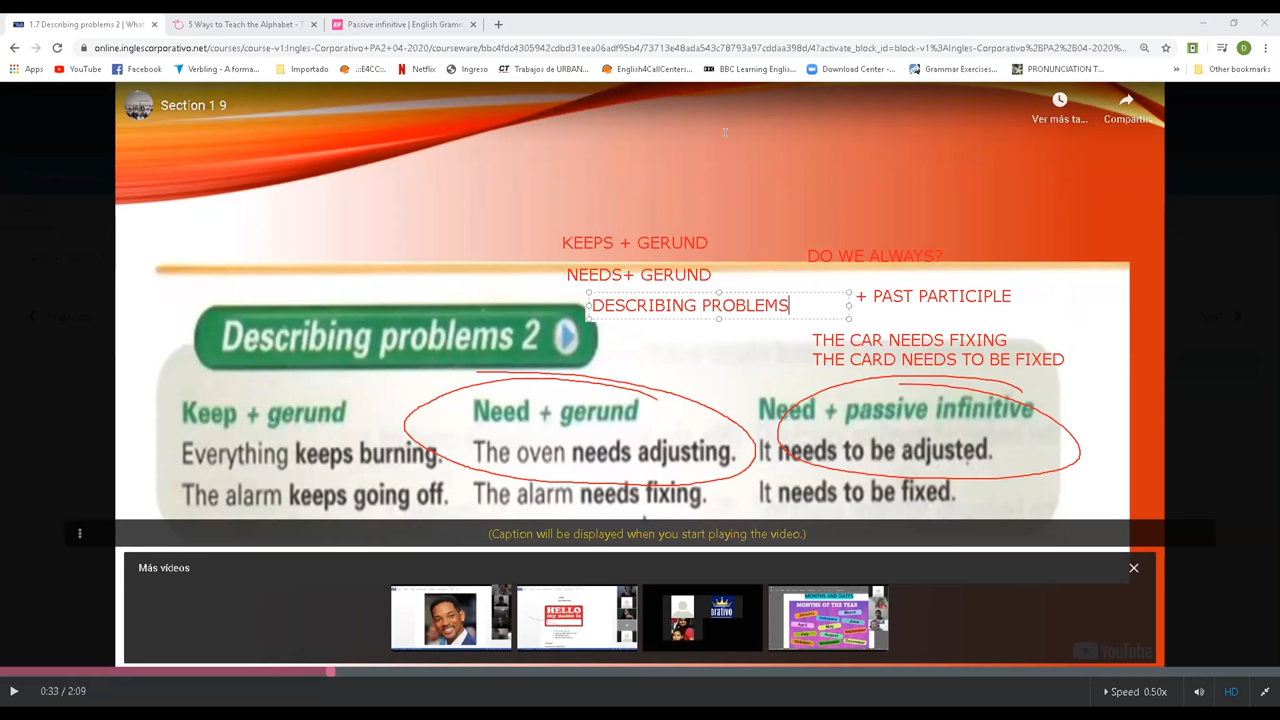 1.7 Describing problems 2 | What
5 Ways to Teach the Alphabet - T
EF Passive infinitive | English Gram
online.inglescorporativo.net/courses/course-v1:Ingles-Corporativo+PA2+04-2020/courseware/bbc4fdc4305942cdbd31eea06adf95b4/73713e48ada543c78793a97cddaa398d/4?activate_block_id=block-v1%3AIngles-Corporativo%2BPA2%2B04-2020%...
D
Apps YouTube Facebook Verbling - A forma... Importado .::E4CC::. Netflix Ingreso CT Trabajos de URBAN... English4CallCenters... BBC Learning Englis... Download Center -... Grammar Exercises... PRONUNCIATION T... » Other bookmarks
Section 1 9
Ver más ta...
Compartir
KEEPS + GERUND
DO WE ALWAYS?
NEEDS+ GERUND
DESCRIBING PROBLEMS
+ PAST PARTICIPLE
Describing problems 2
THE CAR NEEDS FIXING
THE CARD NEEDS TO BE FIXED
Keep + gerund
Everything keeps burning.
The alarm keeps going off.
Need + gerund
The oven needs adjusting.
The alarm needs fixing.
Need + passive infinitive
It needs to be adjusted.
It needs to be fixed.
(Caption will be displayed when you start playing the video.)
Más vídeos
HELLO
my name is
MONTHS AND DATES
MONTHS OF THE YEAR
YouTube
0:33 / 2:09
Speed 0.50x
HD